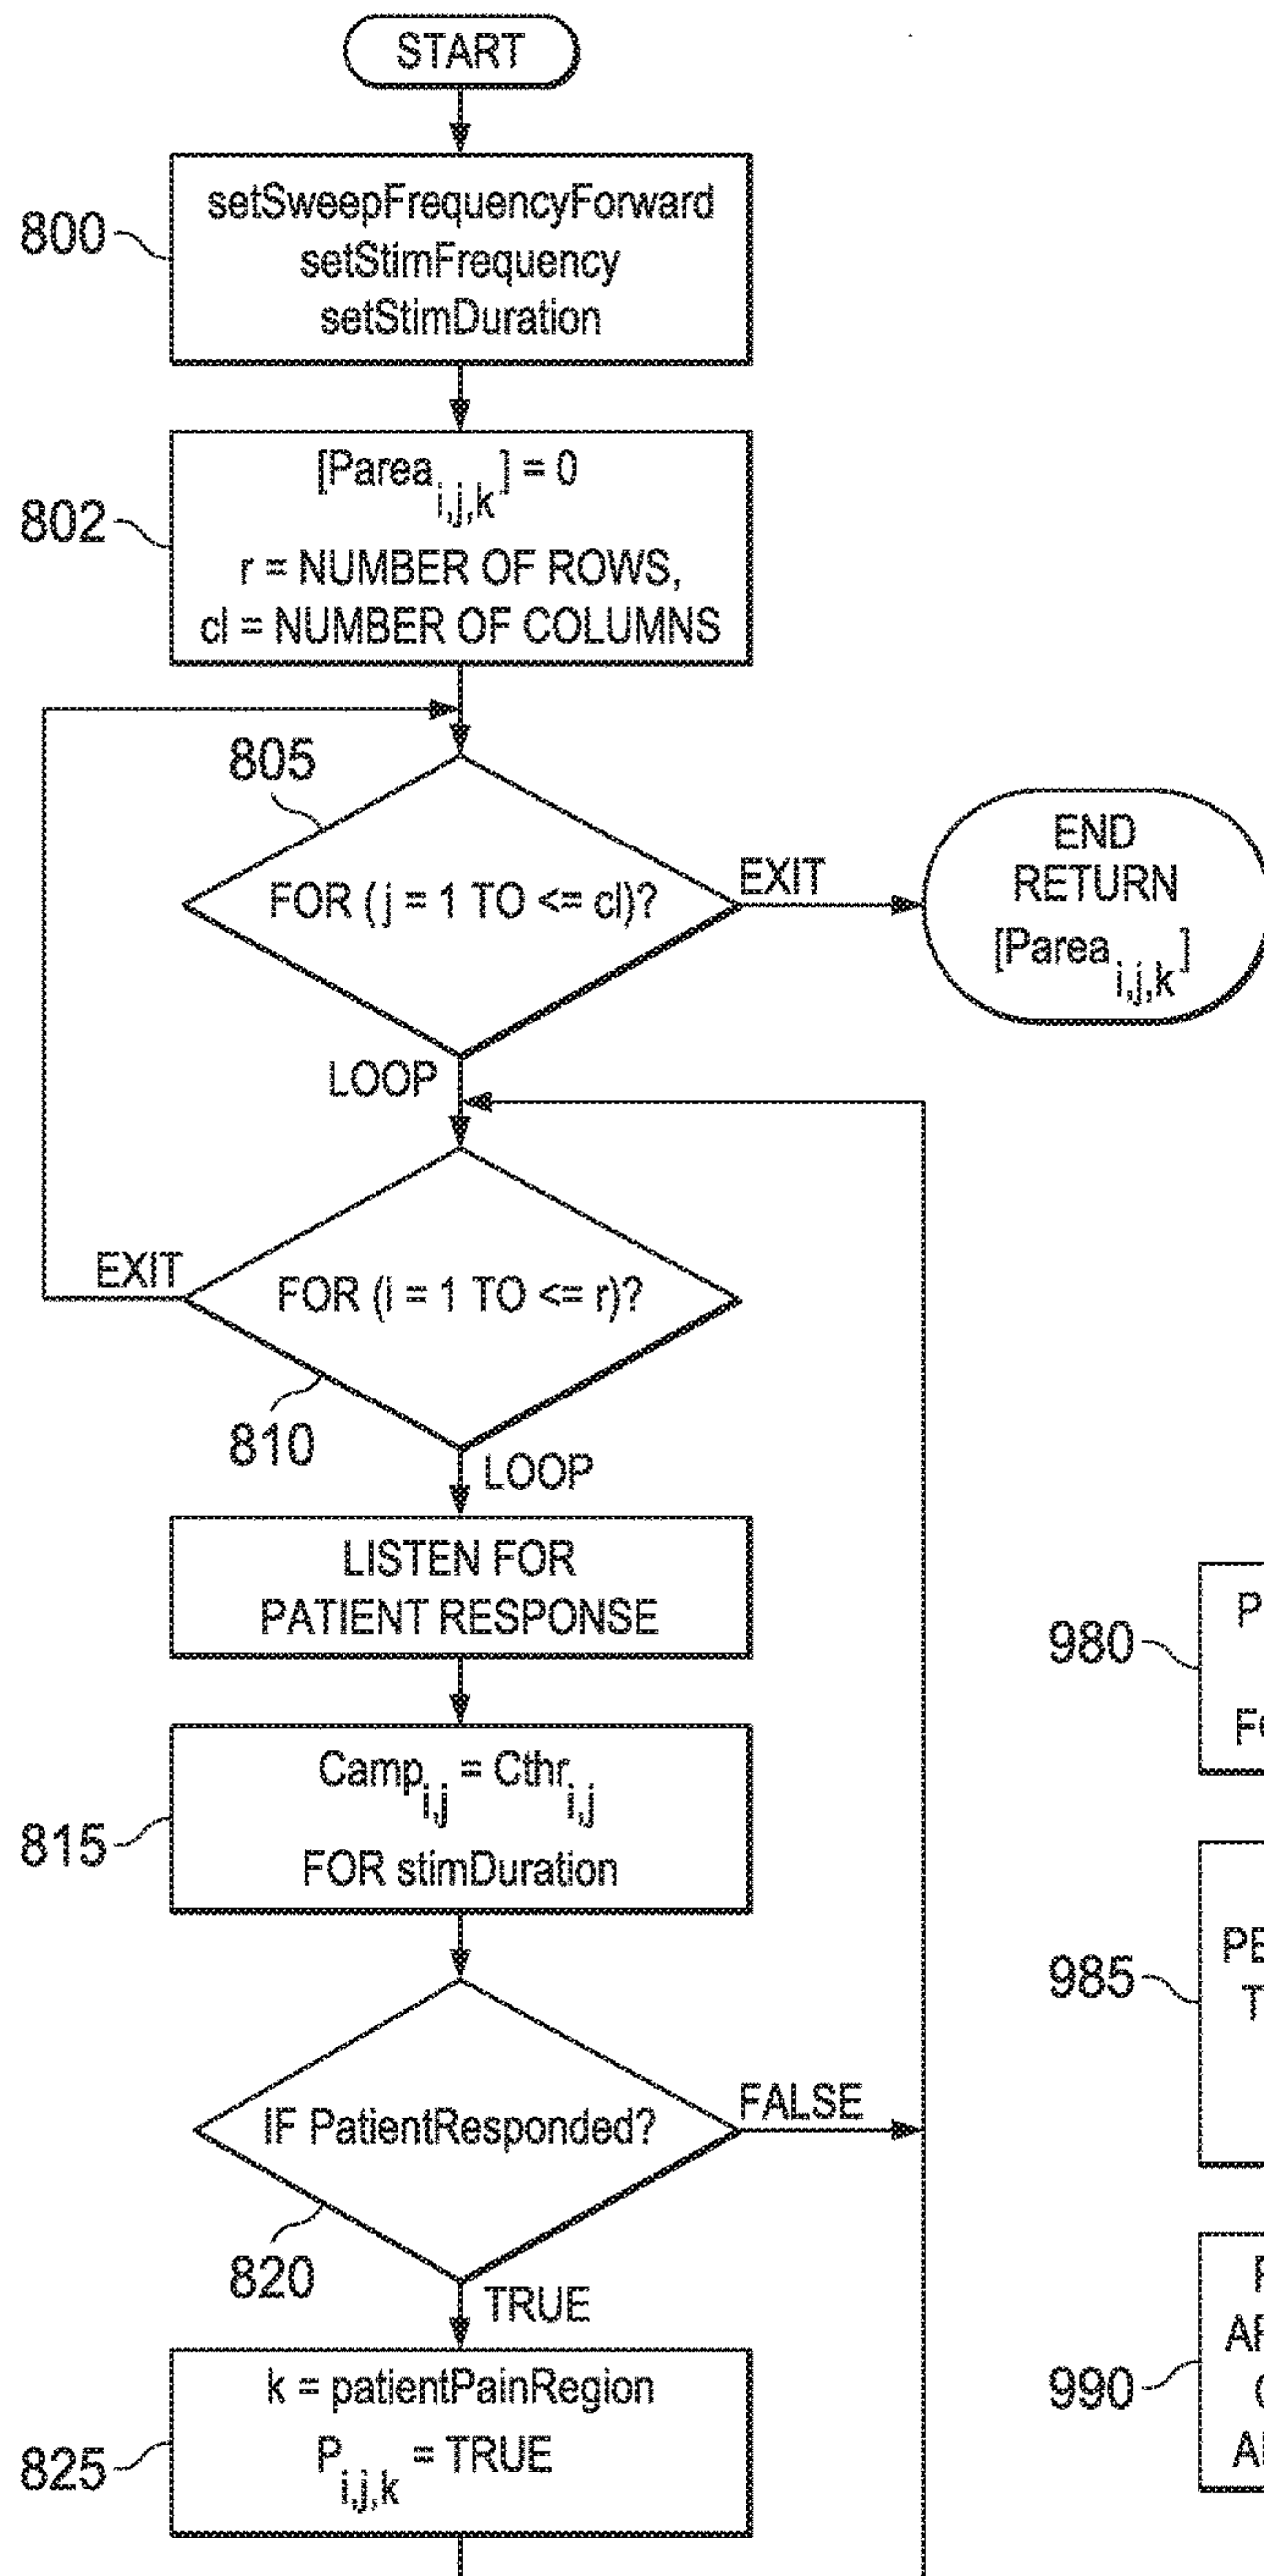 START
800
setSweepFrequencyForward
setStimFrequency
setStimDuration
802
[Parea i,j,k] = 0
r = NUMBER OF ROWS,
cl = NUMBER OF COLUMNS
805
FOR (j = 1 TO <= cl)?
EXIT
END
RETURN
[Parea i,j,k]
LOOP
EXIT
FOR (i = 1 TO <= r)?
810
LOOP
LISTEN FOR
PATIENT RESPONSE
815
Camp i,j = Cthr i,j
FOR stimDuration
IF PatientResponded?
FALSE
820
TRUE
825
k = patientPainRegion
P i,j,k = TRUE
980
985
990